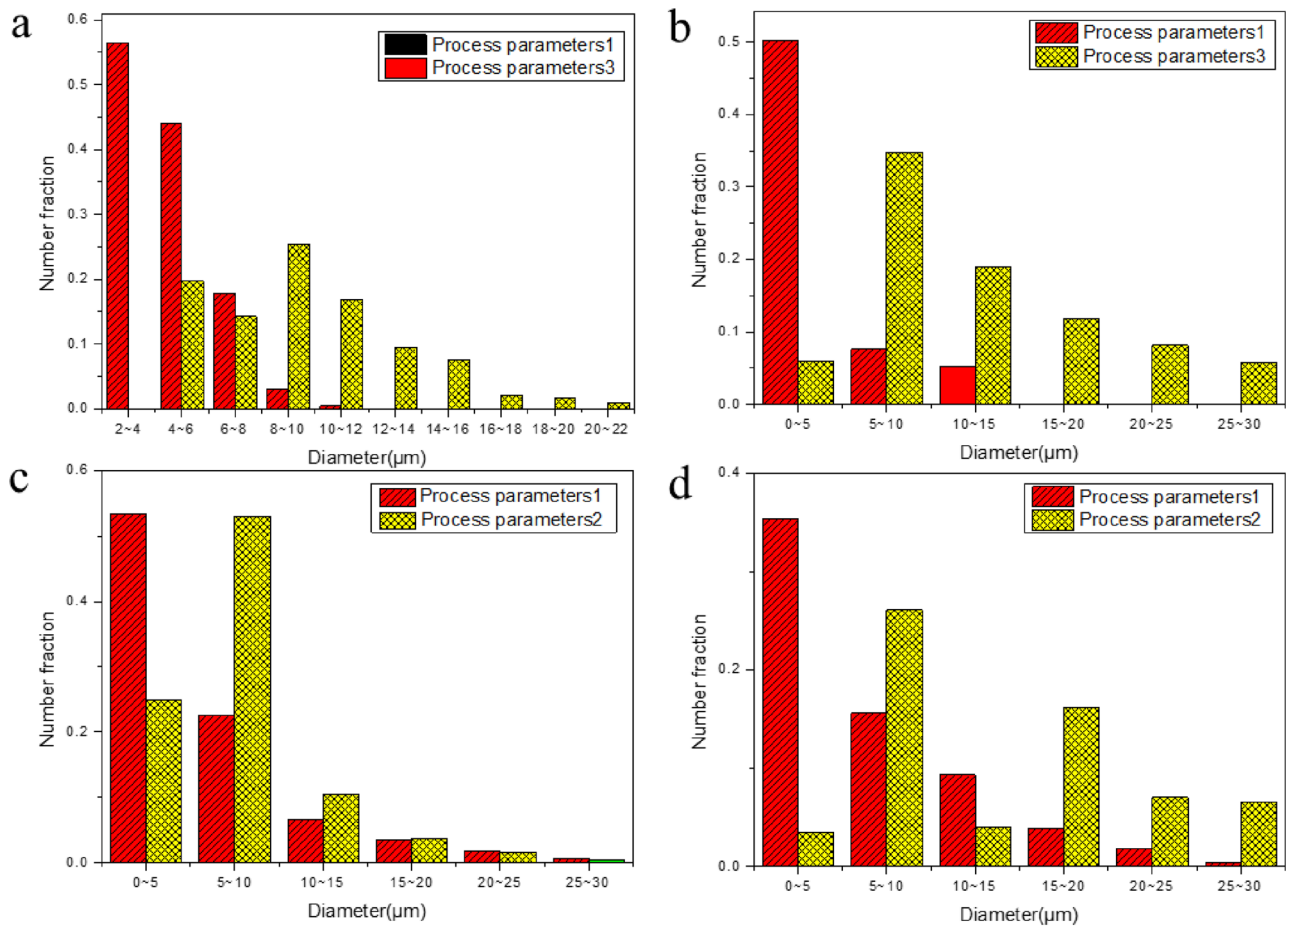 a
0.6
0.5
0.4
0.3
0.2
0.1
0.0
Number fraction
Process parameters1
Process parameters3
2~4 4~6 6~8 8~10 10~12 12~14 14~16 16~18 18~20 20~22
Diameter(µm)
b
0.5
0.4
0.3
0.2
0.1
0.0
Number fraction
Process parameters1
Process parameters3
0~5 5~10 10~15 15~20 20~25 25~30
Diameter(µm)
c
0.6
0.4
0.2
0.0
Number fraction
Process parameters1
Process parameters2
0~5 5~10 10~15 15~20 20~25 25~30
Diameter(µm)
d
0.4
0.2
0.0
Number fraction
Process parameters1
Process parameters2
0~5 5~10 10~15 15~20 20~25 25~30
Diameter(µm)